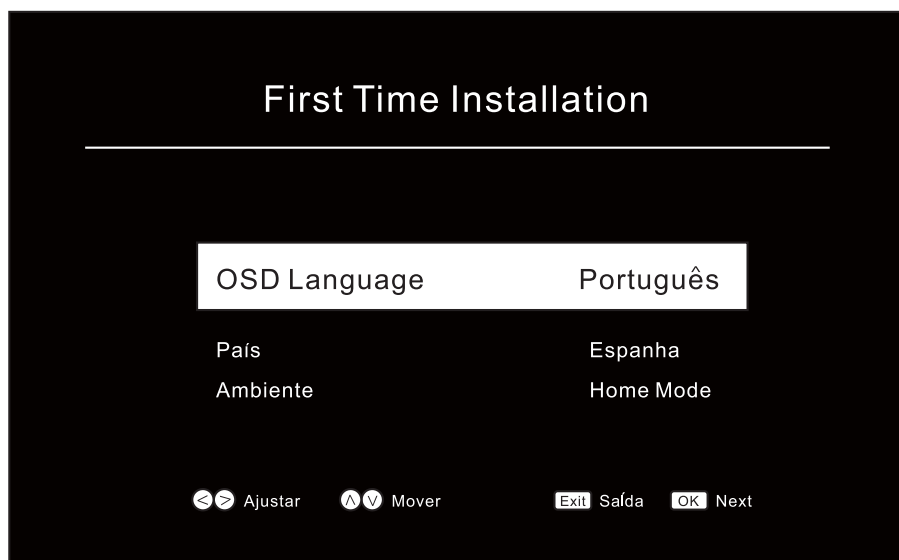 First Time Installation
OSD Language Português
País Espanha
Ambiente Home Mode
Ajustar Mover Exit Saída OK Next